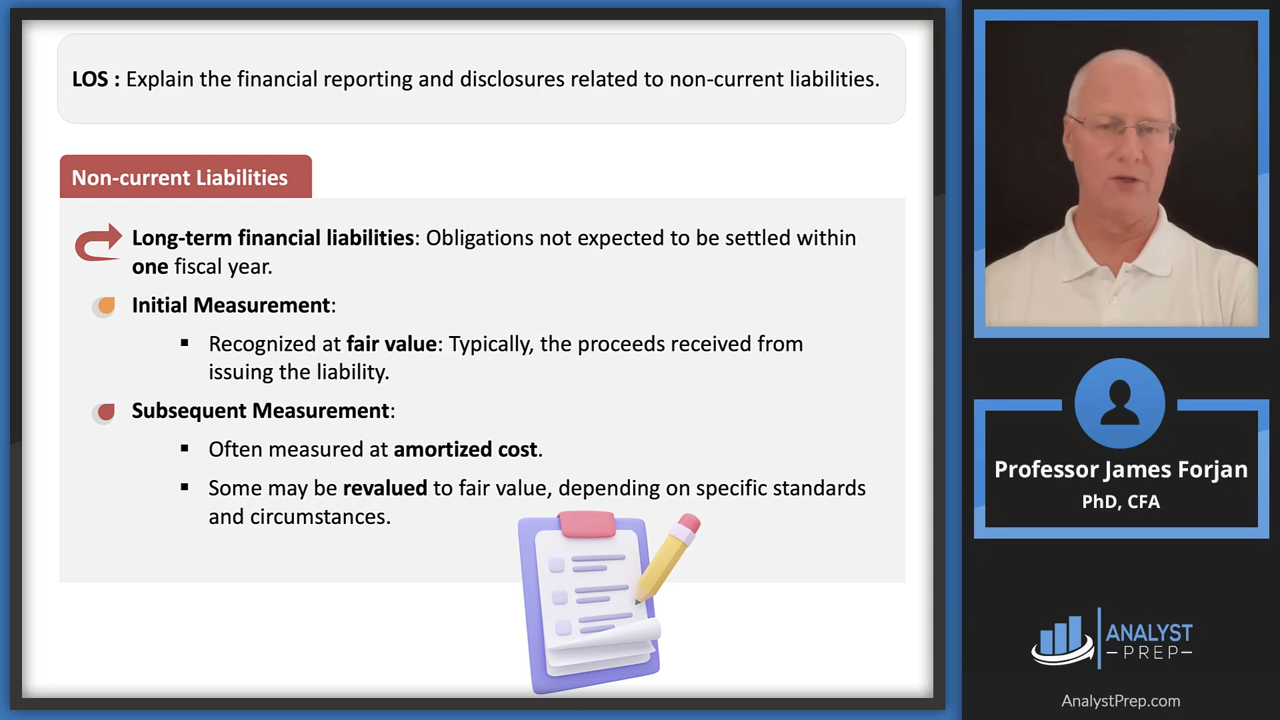 LOS : Explain the financial reporting and disclosures related to non-current liabilities.
Non-current Liabilities
Long-term financial liabilities: Obligations not expected to be settled within
one fiscal year.
Initial Measurement:
▪ Recognized at fair value: Typically, the proceeds received from
issuing the liability.
Subsequent Measurement:
▪ Often measured at amortized cost.
▪ Some may be revalued to fair value, depending on specific standards
and circumstances.
Professor James Forjan
PhD, CFA
ANALYST
–PREP–
AnalystPrep.com